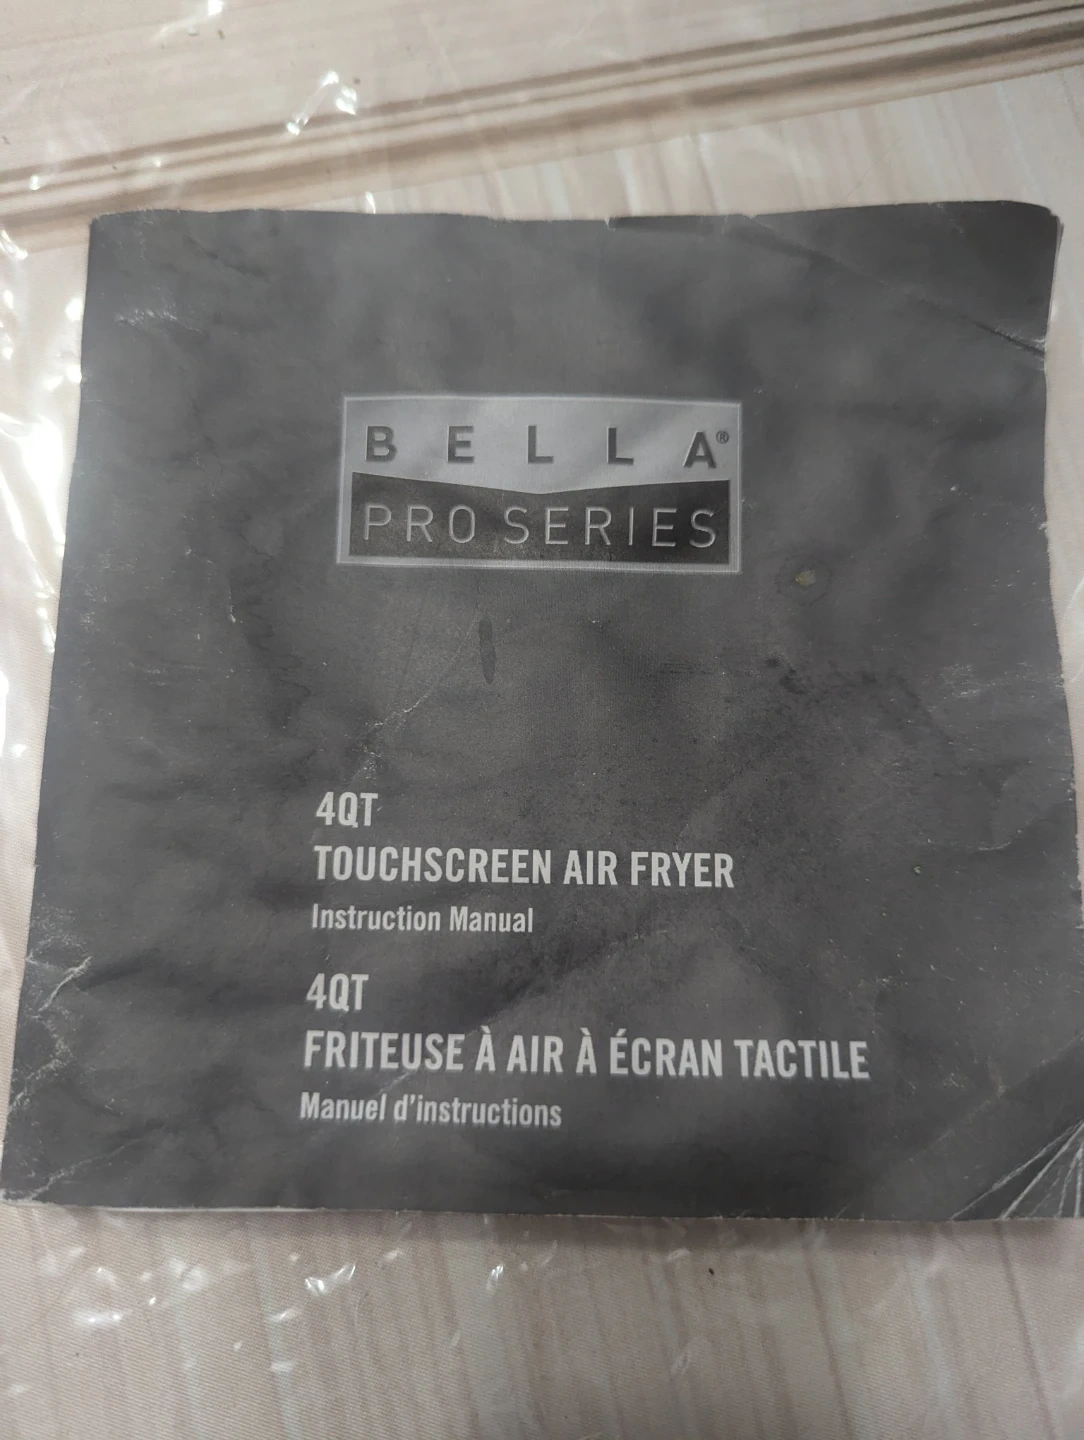 BELLA®
PRO SERIES
4QT
TOUCHSCREEN AIR FRYER
Instruction Manual
4QT
FRITEUSE À AIR À ÉCRAN TACTILE
Manuel d'instructions